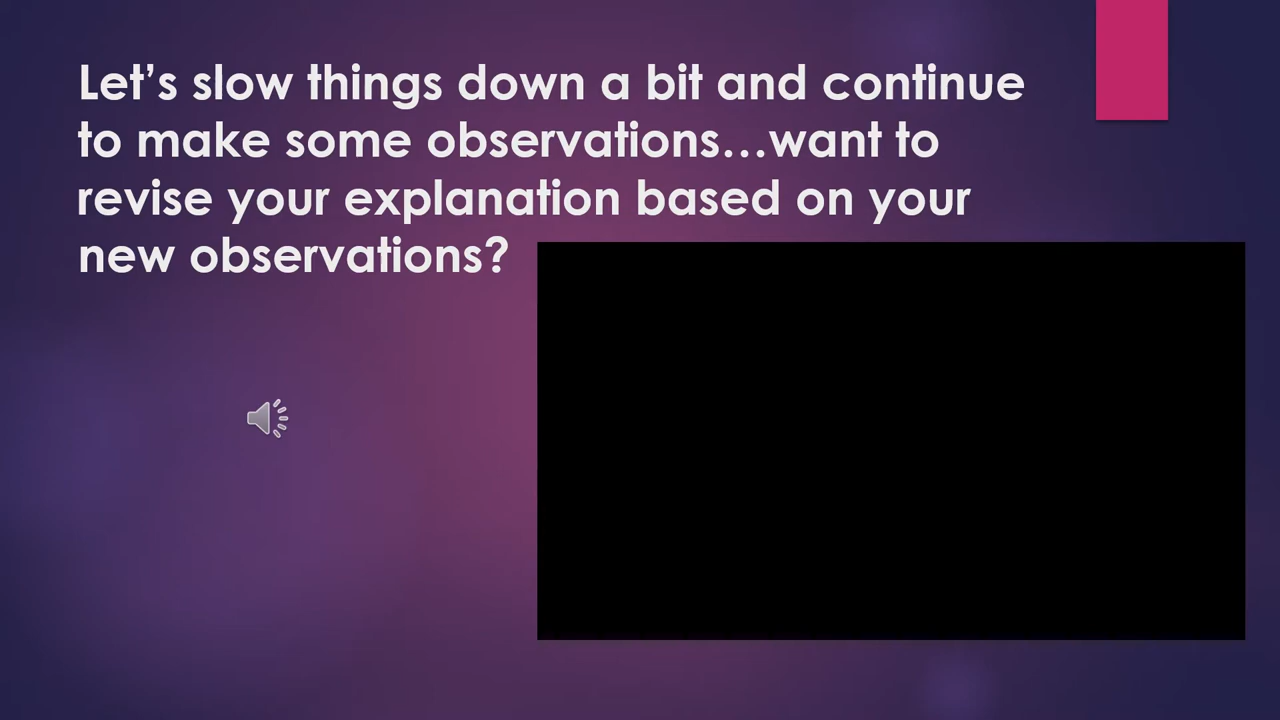 Let’s slow things down a bit and continue
to make some observations…want to
revise your explanation based on your
new observations?